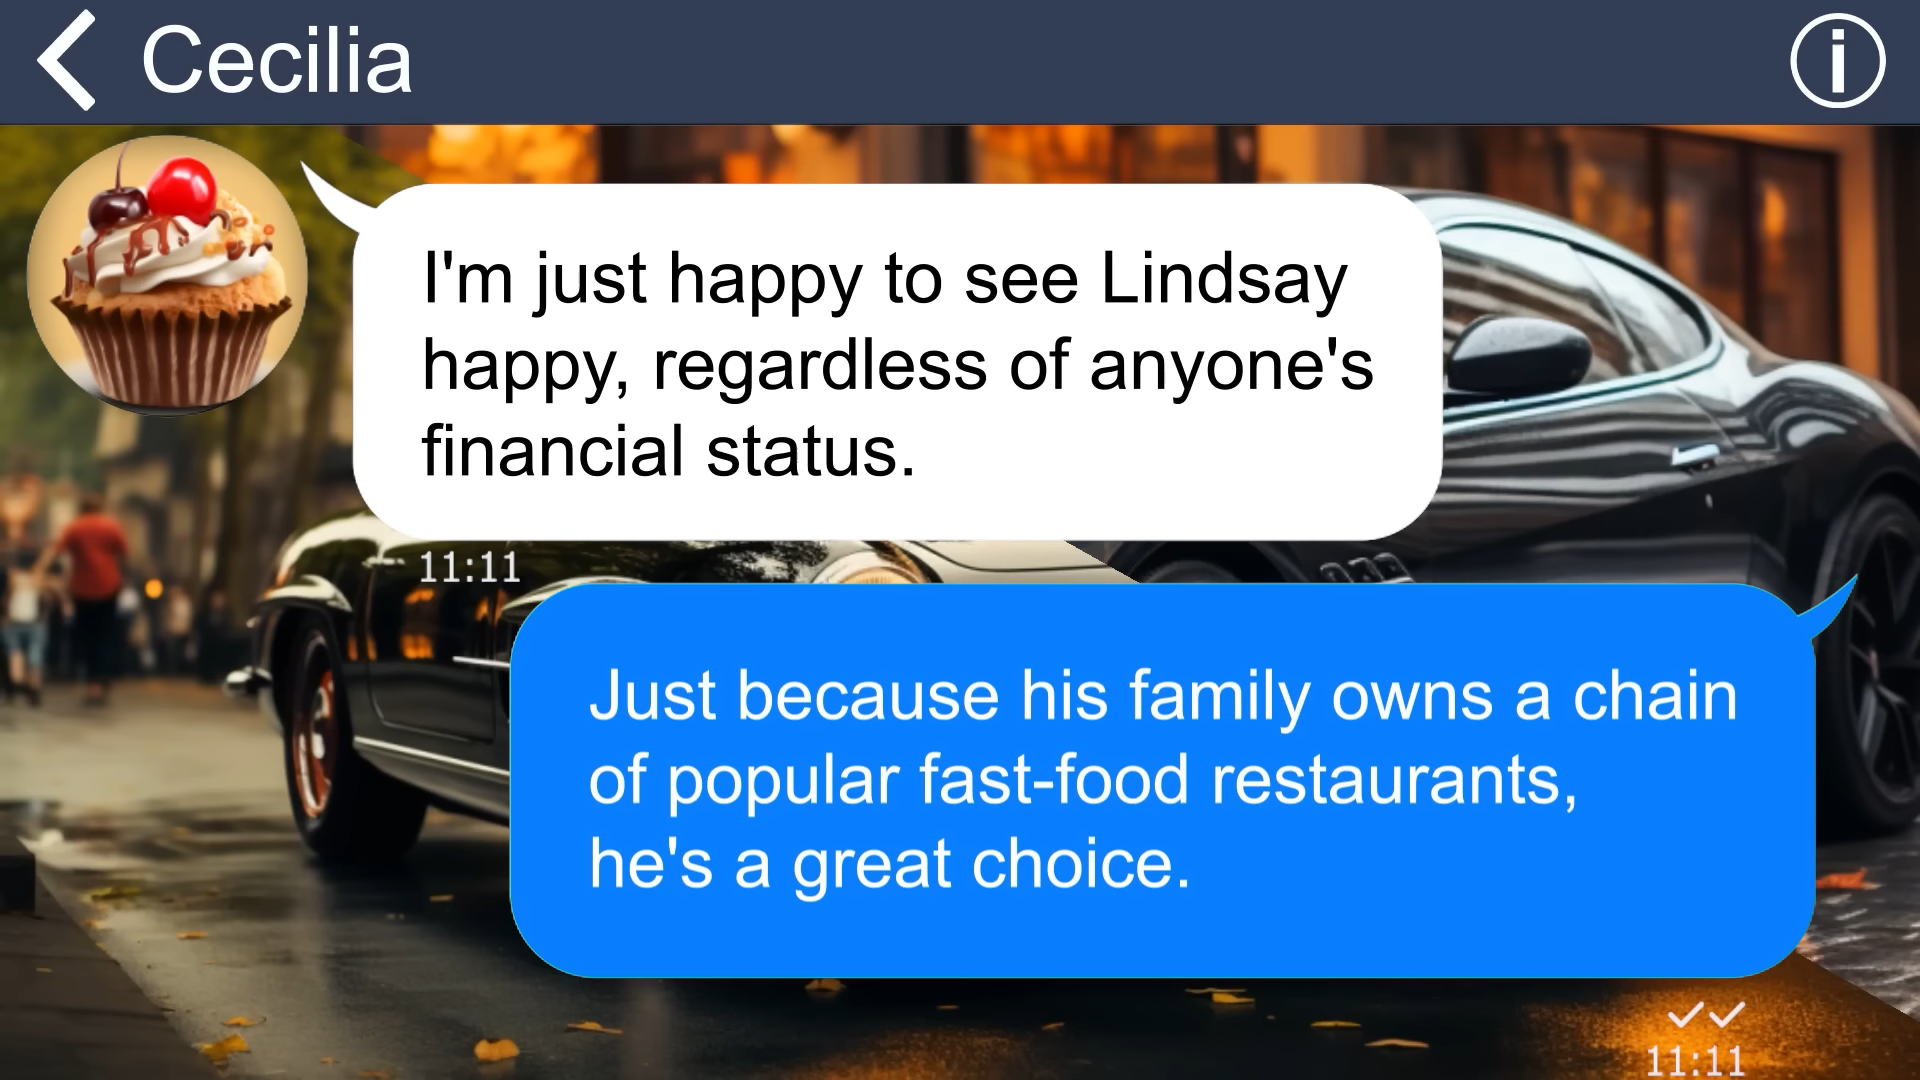 Cecilia
I'm just happy to see Lindsay
happy, regardless of anyone's
financial status.
11:11
Just because his family owns a chain
of popular fast-food restaurants,
he's a great choice.
11:11